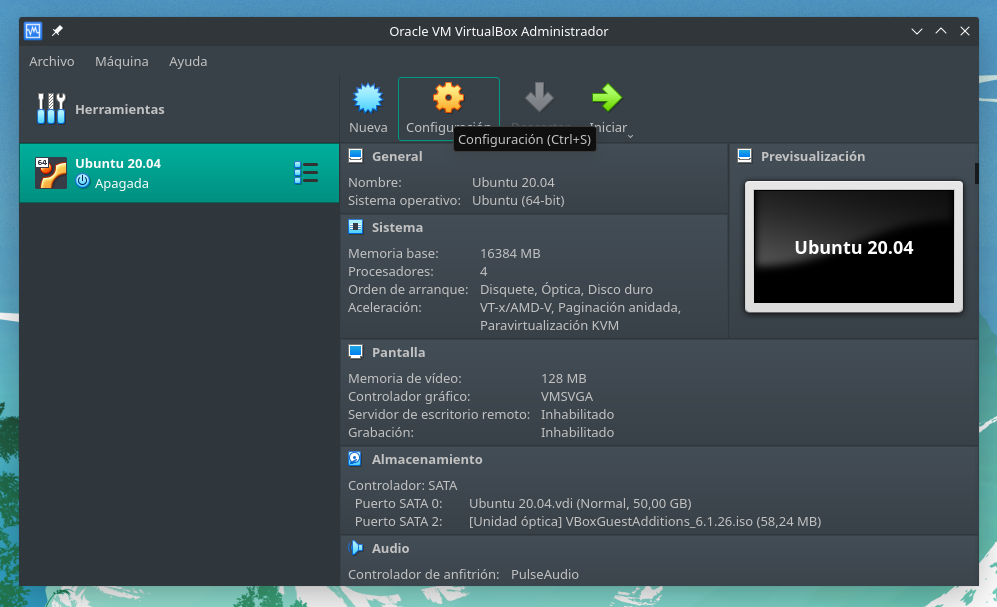 Oracle VM VirtualBox Administrador
Archivo Máquina Ayuda
Herramientas
Nueva
Configuración
Iniciar
Configuración (Ctrl+S)
64
Ubuntu 20.04
Apagada
General
Nombre: Ubuntu 20.04
Sistema operativo: Ubuntu (64-bit)
Sistema
Memoria base: 16384 MB
Procesadores: 4
Orden de arranque: Disquete, Óptica, Disco duro
Aceleración: VT-x/AMD-V, Paginación anidada,
Paravirtualización KVM
Previsualización
Ubuntu 20.04
Pantalla
Memoria de vídeo: 128 MB
Controlador gráfico: VMSVGA
Servidor de escritorio remoto: Inhabilitado
Grabación: Inhabilitado
Almacenamiento
Controlador: SATA
Puerto SATA 0: Ubuntu 20.04.vdi (Normal, 50,00 GB)
Puerto SATA 2: [Unidad óptica] VBoxGuestAdditions_6.1.26.iso (58,24 MB)
Audio
Controlador de anfitrión: PulseAudio